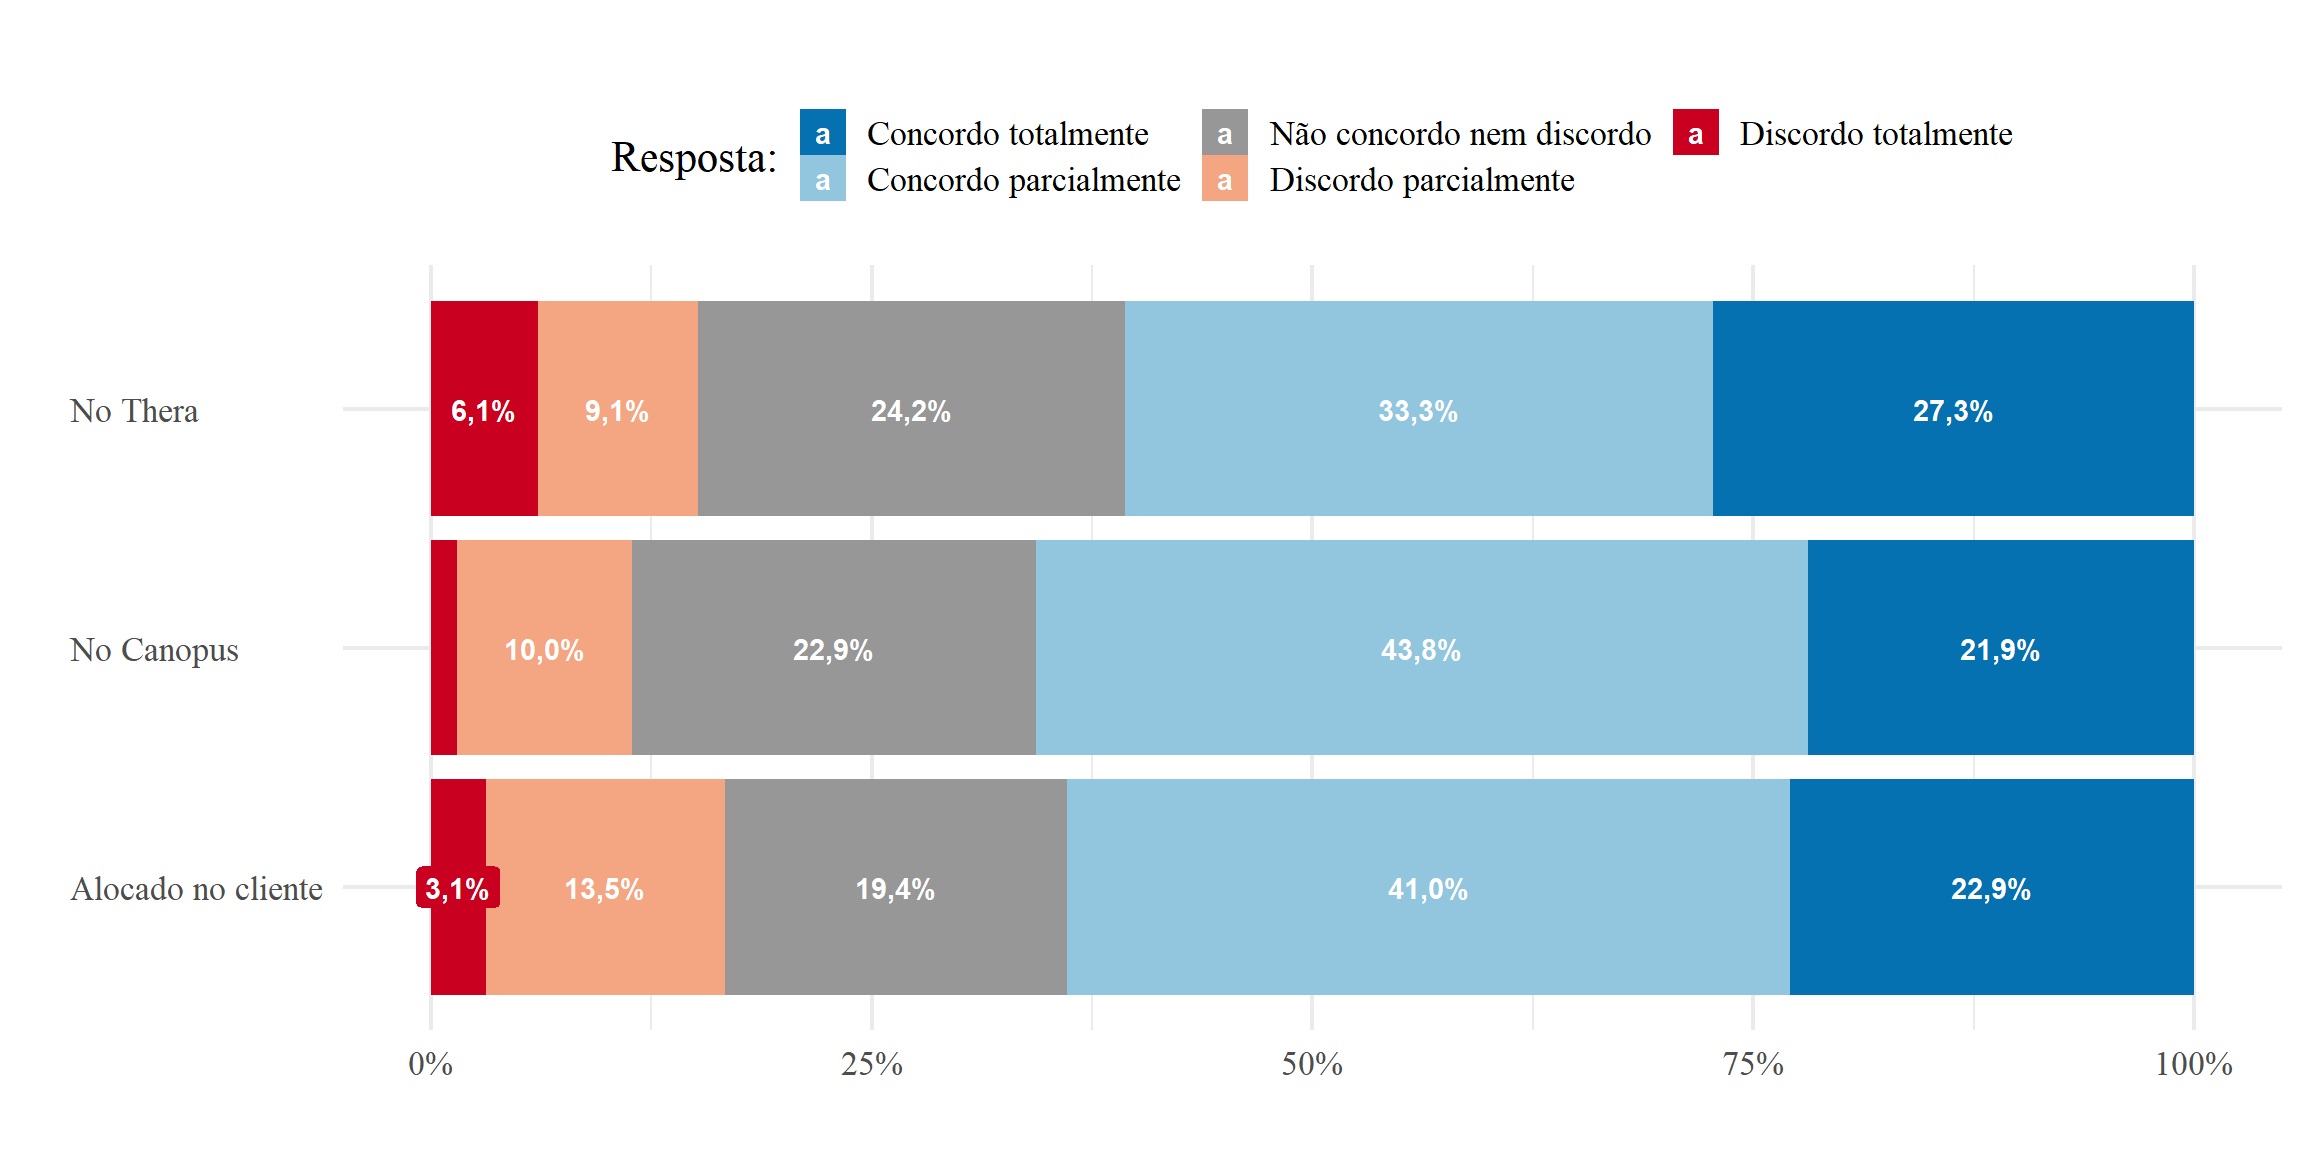 Resposta:
a Concordo totalmente a Não concordo nem discordo a Discordo totalmente
a Concordo parcialmente a Discordo parcialmente
No Thera 6,1% 9,1% 24,2% 33,3% 27,3%
No Canopus 10,0% 22,9% 43,8% 21,9%
Alocado no cliente 3,1% 13,5% 19,4% 41,0% 22,9%
0% 25% 50% 75% 100%